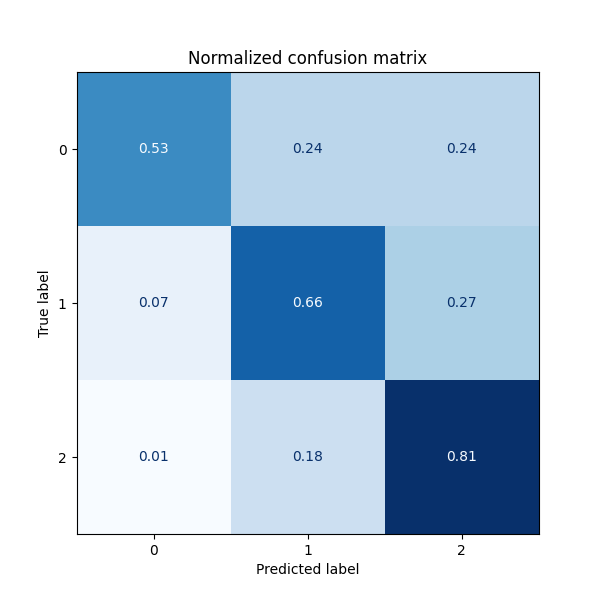 Normalized confusion matrix
True label
0
0.53 0.24 0.24
1
0.07 0.66 0.27
2
0.01 0.18 0.81
0 1 2
Predicted label